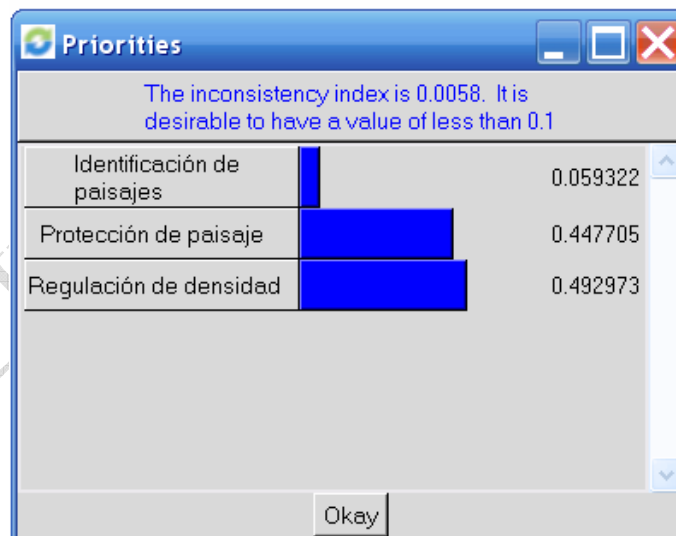 Priorities
The inconsistency index is 0.0058. It is
desirable to have a value of less than 0.1
Identificación de
paisajes
0.059322
Protección de paisaje
0.447705
Regulación de densidad
0.492973
Okay